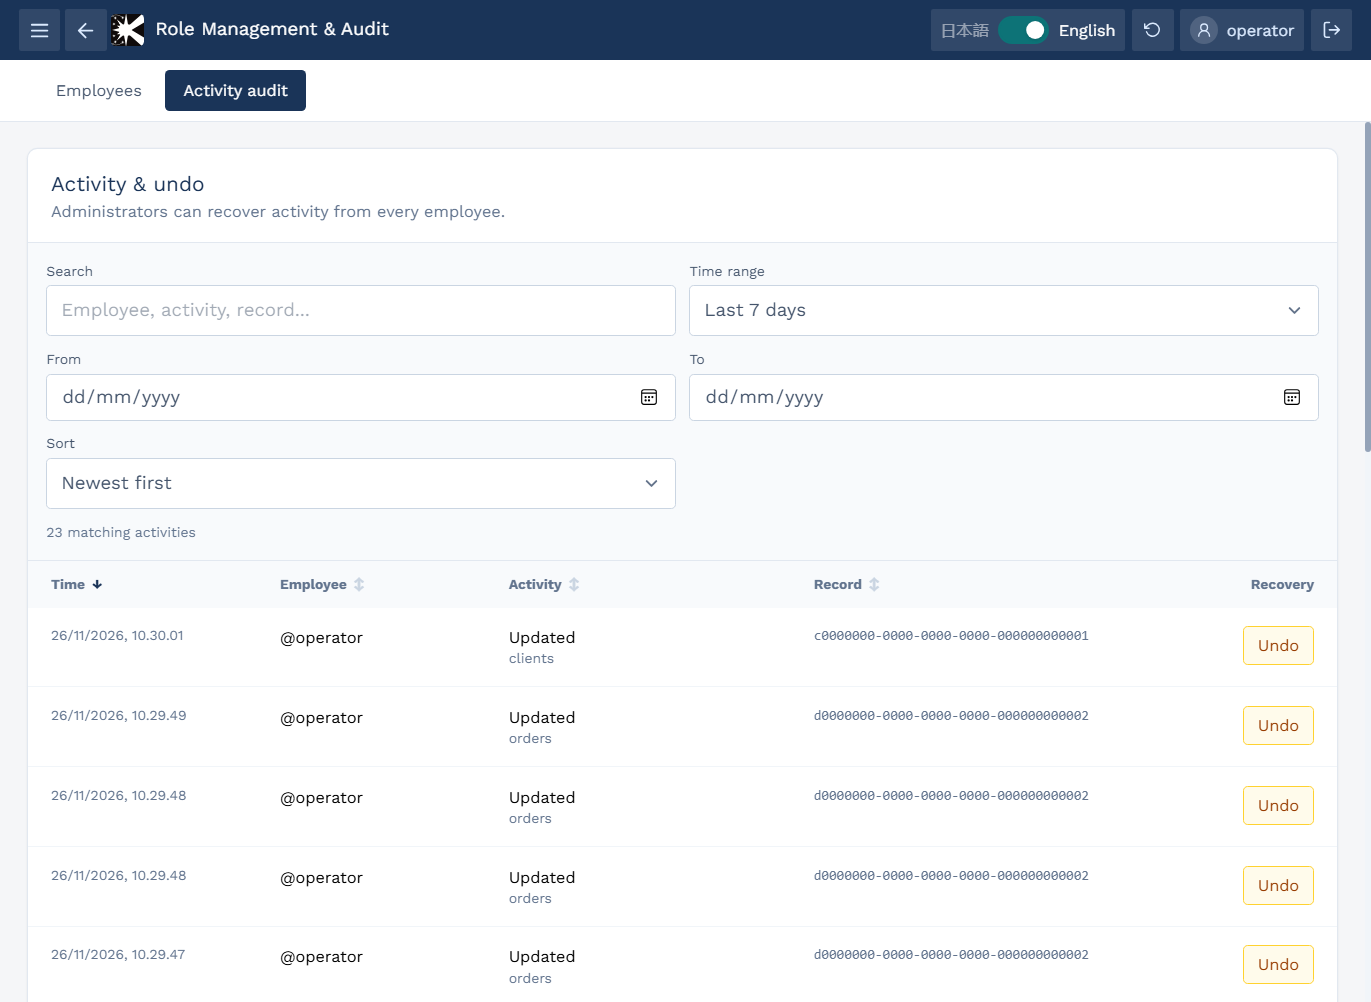 Role Management & Audit
日本語 English
operator
Employees
Activity audit
Activity & undo
Administrators can recover activity from every employee.
Search
Time range
Employee, activity, record...
Last 7 days
From
To
dd/mm/yyyy
dd/mm/yyyy
Sort
Newest first
23 matching activities
Time Employee Activity Record Recovery
26/11/2026, 10.30.01 @operator Updated c0000000-0000-0000-0000-000000000001 Undo
clients
26/11/2026, 10.29.49 @operator Updated d0000000-0000-0000-0000-000000000002 Undo
orders
26/11/2026, 10.29.48 @operator Updated d0000000-0000-0000-0000-000000000002 Undo
orders
26/11/2026, 10.29.48 @operator Updated d0000000-0000-0000-0000-000000000002 Undo
orders
26/11/2026, 10.29.47 @operator Updated d0000000-0000-0000-0000-000000000002 Undo
orders